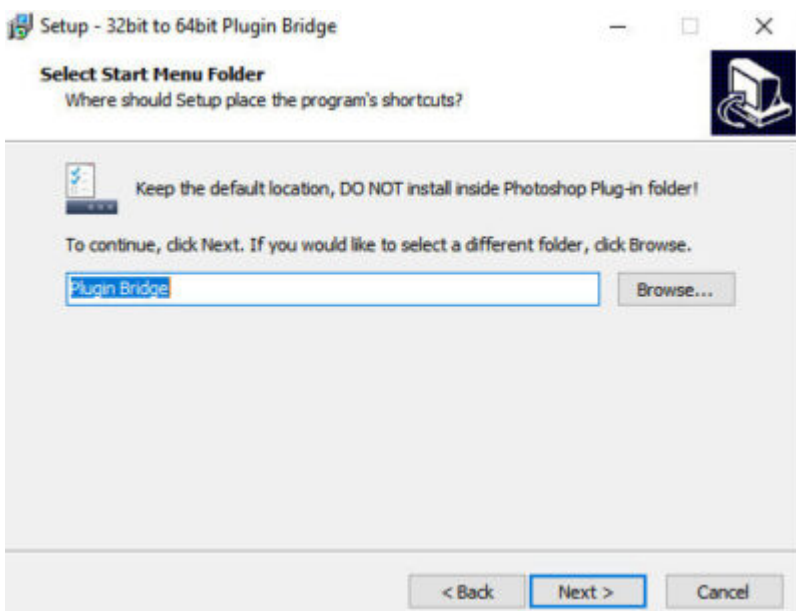 Setup - 32bit to 64bit Plugin Bridge
Select Start Menu Folder
Where should Setup place the program's shortcuts?
Keep the default location, DO NOT install inside Photoshop Plug-in folder!
To continue, click Next. If you would like to select a different folder, click Browse.
Plugin Bridge
Browse...
< Back
Next >
Cancel